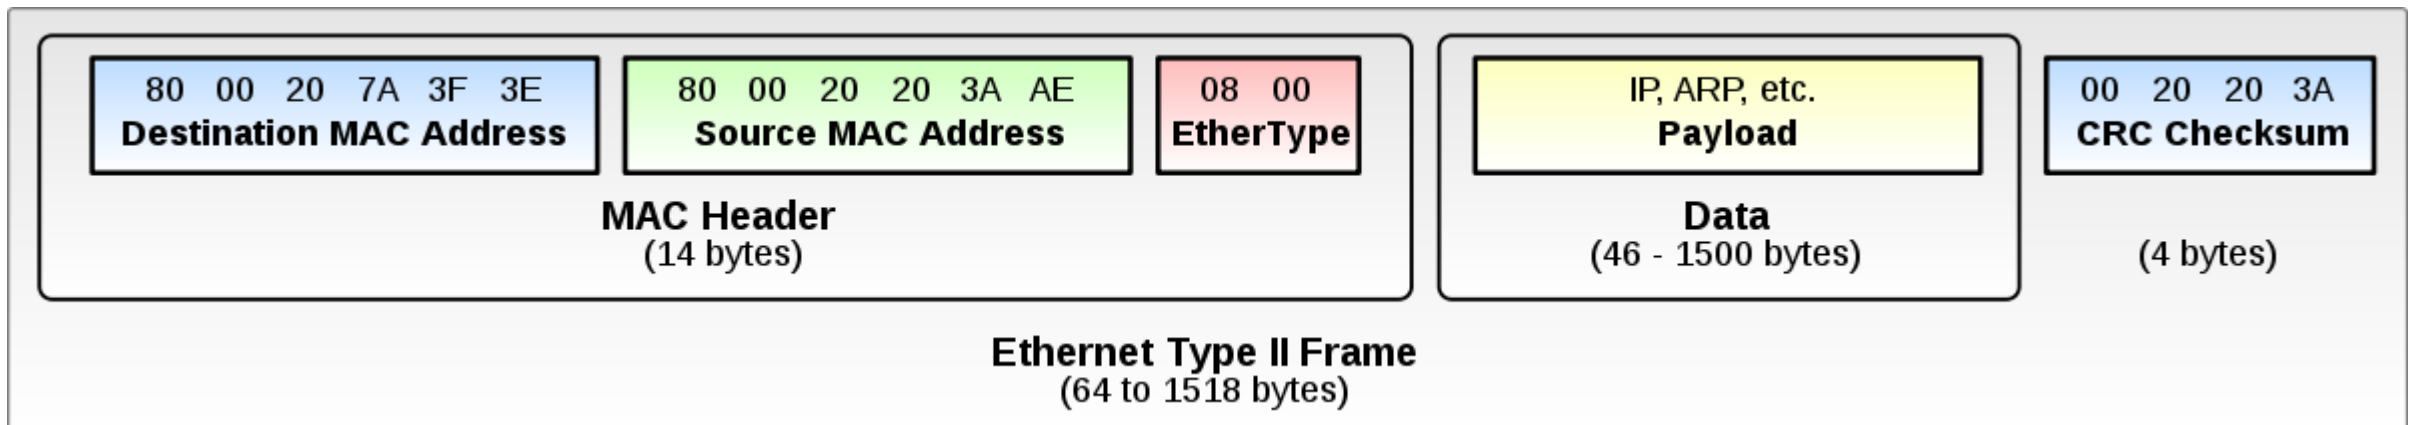 80 00 20 7A 3F 3E
Destination MAC Address
80 00 20 20 3A AE
Source MAC Address
08 00
EtherType
MAC Header
(14 bytes)
IP, ARP, etc.
Payload
Data
(46 - 1500 bytes)
00 20 20 3A
CRC Checksum
(4 bytes)
Ethernet Type II Frame
(64 to 1518 bytes)